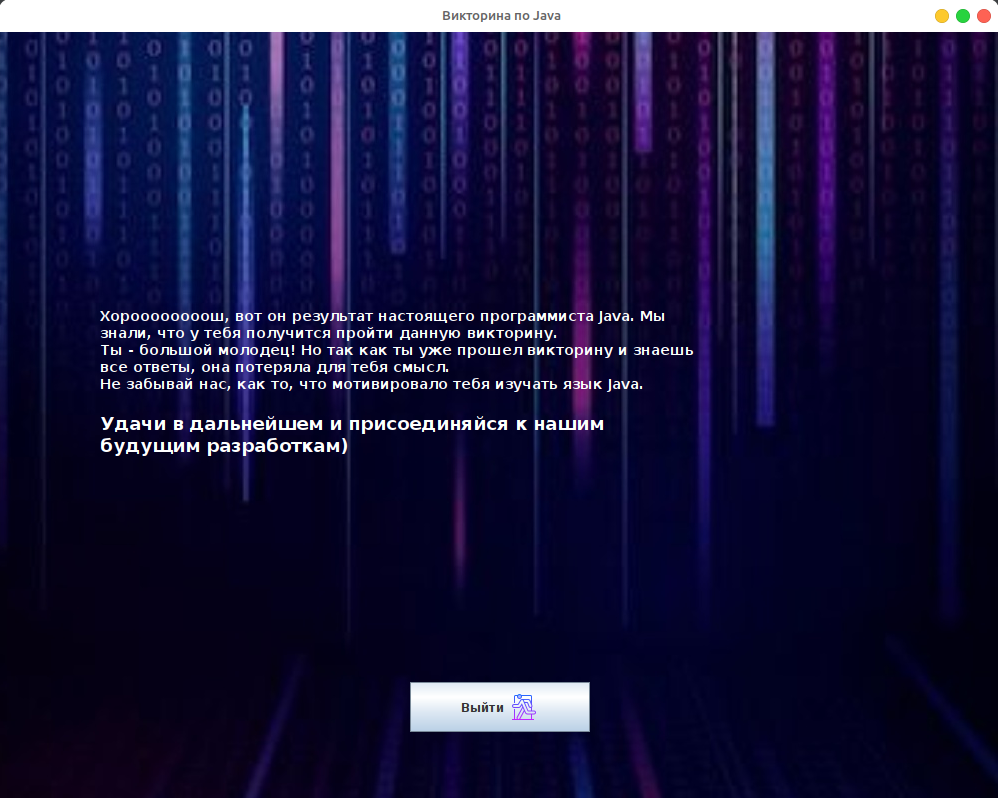 Викторина по Java
Хороооооооош, вот он результат настоящего программиста Java. Мы
знали, что у тебя получится пройти данную викторину.
Ты - большой молодец! Но так как ты уже прошел викторину и знаешь
все ответы, она потеряла для тебя смысл.
Не забывай нас, как то, что мотивировало тебя изучать язык Java.
Удачи в дальнейшем и присоединяйся к нашим
будущим разработкам)
Выйти